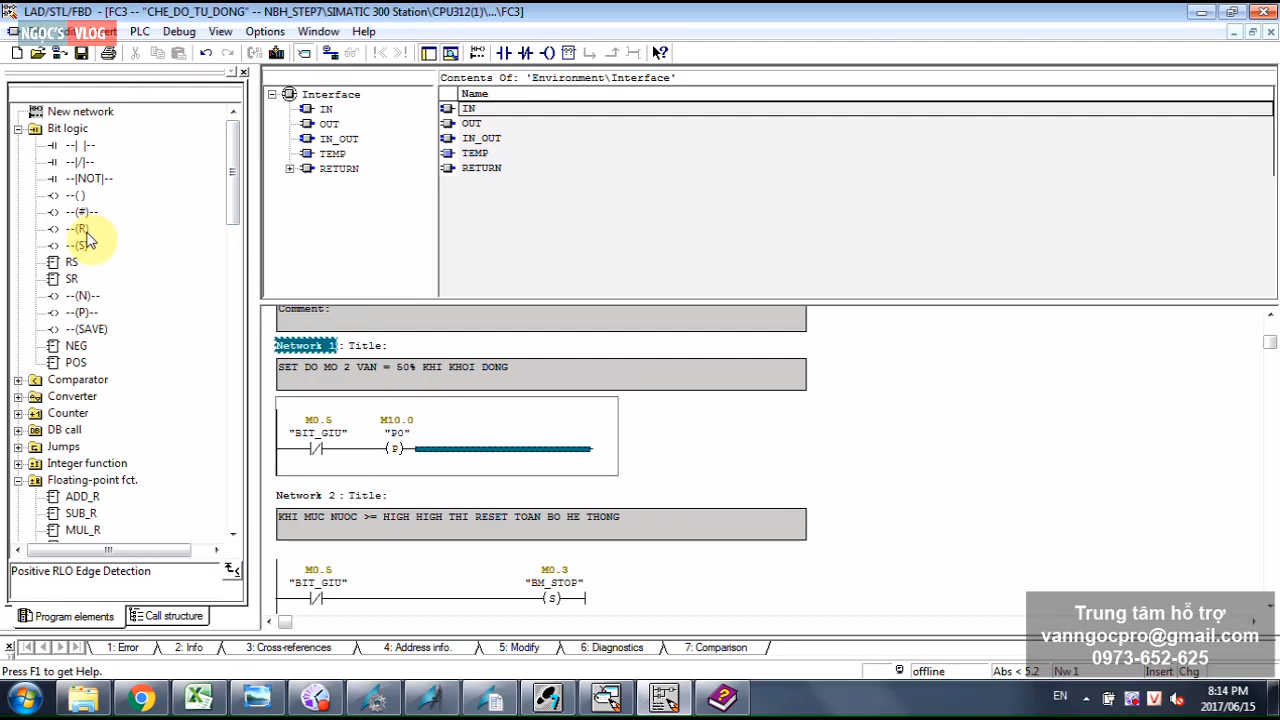 LAD/STL/FBD - [FC3 -- "CHE_DO_TU_DONG" -- NBH_STEP7\SIMATIC 300 Station\CPU312(1)\...\FC3]
NGỌC'S VLOG
PLC Debug View Options Window Help
New network
Bit logic
--| |--
--|/|--
--|NOT|--
--( )
--(#)--
--(R)
--(S)
RS
SR
--(N)--
--(P)--
--(SAVE)
NEG
POS
Comparator
Converter
Counter
DB call
Jumps
Integer function
Floating-point fct.
ADD_R
SUB_R
MUL_R
Positive RLO Edge Detection
Program elements
Call structure
Interface
IN
OUT
IN_OUT
TEMP
RETURN
Contents Of: 'Environment\Interface'
Name
IN
OUT
IN_OUT
TEMP
RETURN
Comment:
Network 1: Title:
SET DO MO 2 VAN = 50% KHI KHOI DONG
M0.5 M10.0
"BIT_GIU" "P0"
P
Network 2: Title:
KHI MUC NUOC >= HIGH HIGH THI RESET TOAN BO HE THONG
M0.5 M0.3
"BIT_GIU" "BM_STOP"
S
1: Error 2: Info 3: Cross-references 4: Address info. 5: Modify 6: Diagnostics 7: Comparison
Press F1 to get Help.
offline Abs < 5.2 Nw 1 Insert Chg
Trung tâm hỗ trợ
vanngocpro@gmail.com
0973-652-625
EN
8:14 PM
2017/06/15